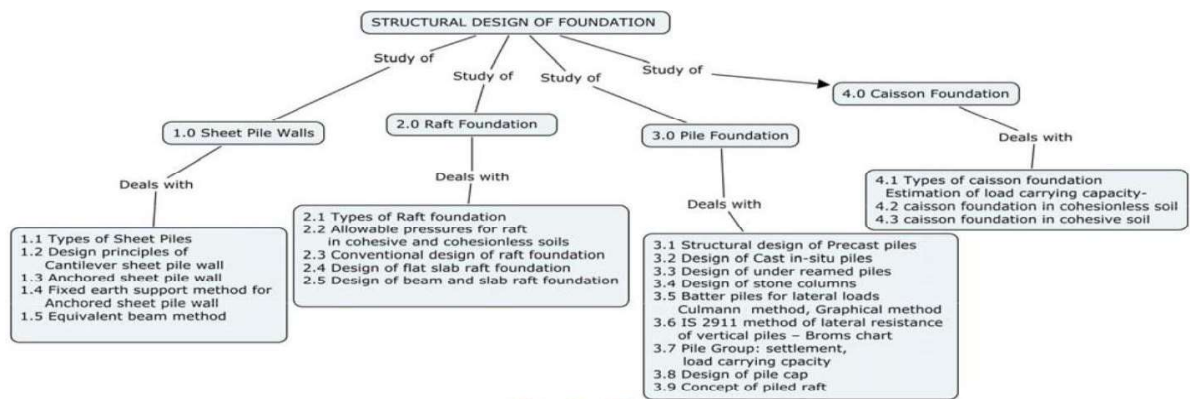 STRUCTURAL DESIGN OF FOUNDATION
Study of
Study of
Study of
Study of
1.0 Sheet Pile Walls
2.0 Raft Foundation
3.0 Pile Foundation
4.0 Caisson Foundation
Deals with
Deals with
Deals with
Deals with
1.1 Types of Sheet Piles
1.2 Design principles of
Cantilever sheet pile wall
1.3 Anchored sheet pile wall
1.4 Fixed earth support method for
Anchored sheet pile wall
1.5 Equivalent beam method
2.1 Types of Raft foundation
2.2 Allowable pressures for raft
in cohesive and cohesionless soils
2.3 Conventional design of raft foundation
2.4 Design of flat slab raft foundation
2.5 Design of beam and slab raft foundation
3.1 Structural design of Precast piles
3.2 Design of Cast in-situ piles
3.3 Design of under reamed piles
3.4 Design of stone columns
3.5 Batter piles for lateral loads
Culmann method, Graphical method
3.6 IS 2911 method of lateral resistance
of vertical piles – Broms chart
3.7 Pile Group: settlement,
load carrying cpacity
3.8 Design of pile cap
3.9 Concept of piled raft
4.1 Types of caisson foundation
Estimation of load carrying capacity-
4.2 caisson foundation in cohesionless soil
4.3 caisson foundation in cohesive soil